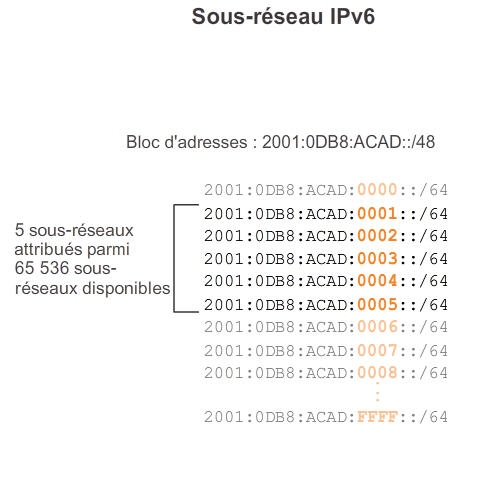 Sous-réseau IPv6
Bloc d'adresses : 2001:0DB8:ACAD::/48
2001:0DB8:ACAD:0000::/64
2001:0DB8:ACAD:0001::/64
2001:0DB8:ACAD:0002::/64
2001:0DB8:ACAD:0003::/64
2001:0DB8:ACAD:0004::/64
2001:0DB8:ACAD:0005::/64
2001:0DB8:ACAD:0006::/64
2001:0DB8:ACAD:0007::/64
2001:0DB8:ACAD:0008::/64
:
2001:0DB8:ACAD:FFFF::/64
5 sous-réseaux
attribués parmi
65 536 sous-
réseaux disponibles